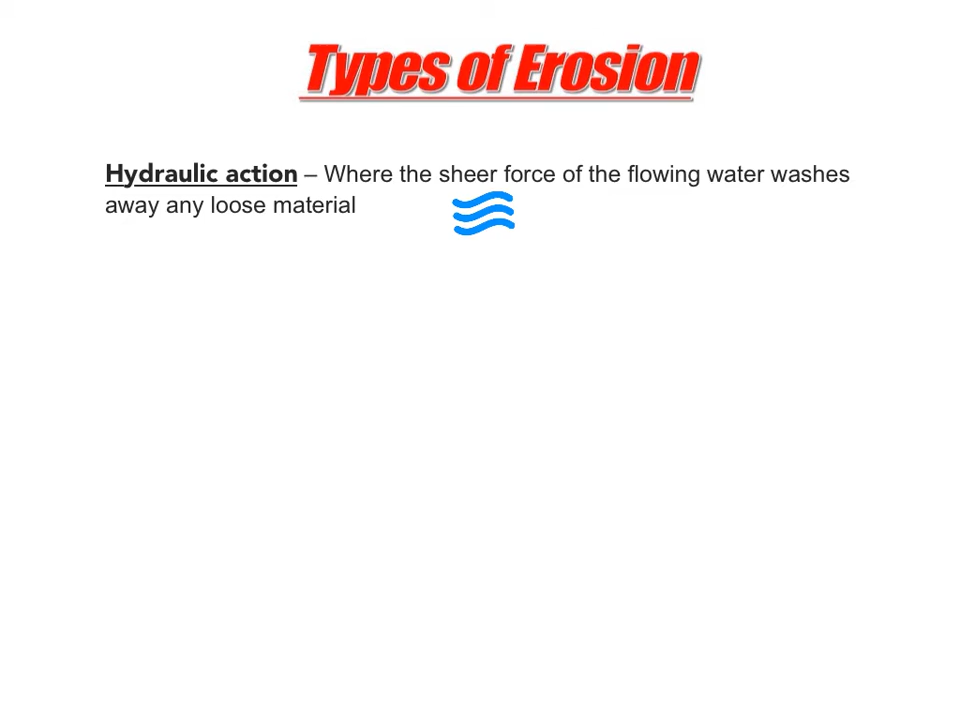 Types of Erosion
Hydraulic action – Where the sheer force of the flowing water washes
away any loose material